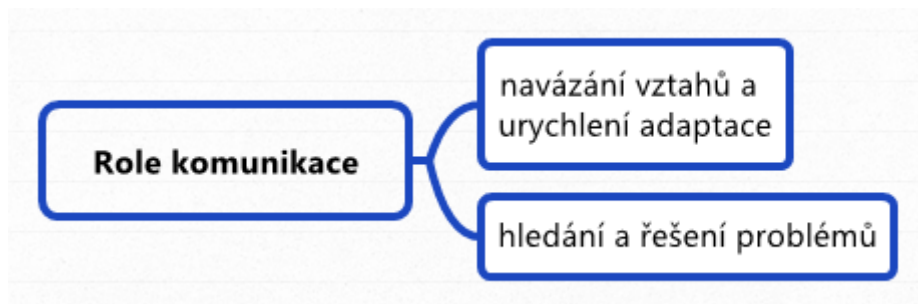 Role komunikace
navázání vztahů a
urychlení adaptace
hledání a řešení problémů